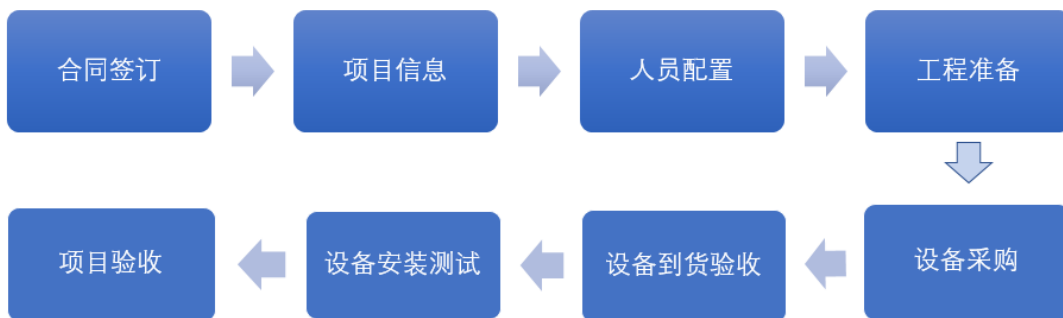 合同签订
项目信息
人员配置
工程准备
设备采购
设备到货验收
设备安装测试
项目验收